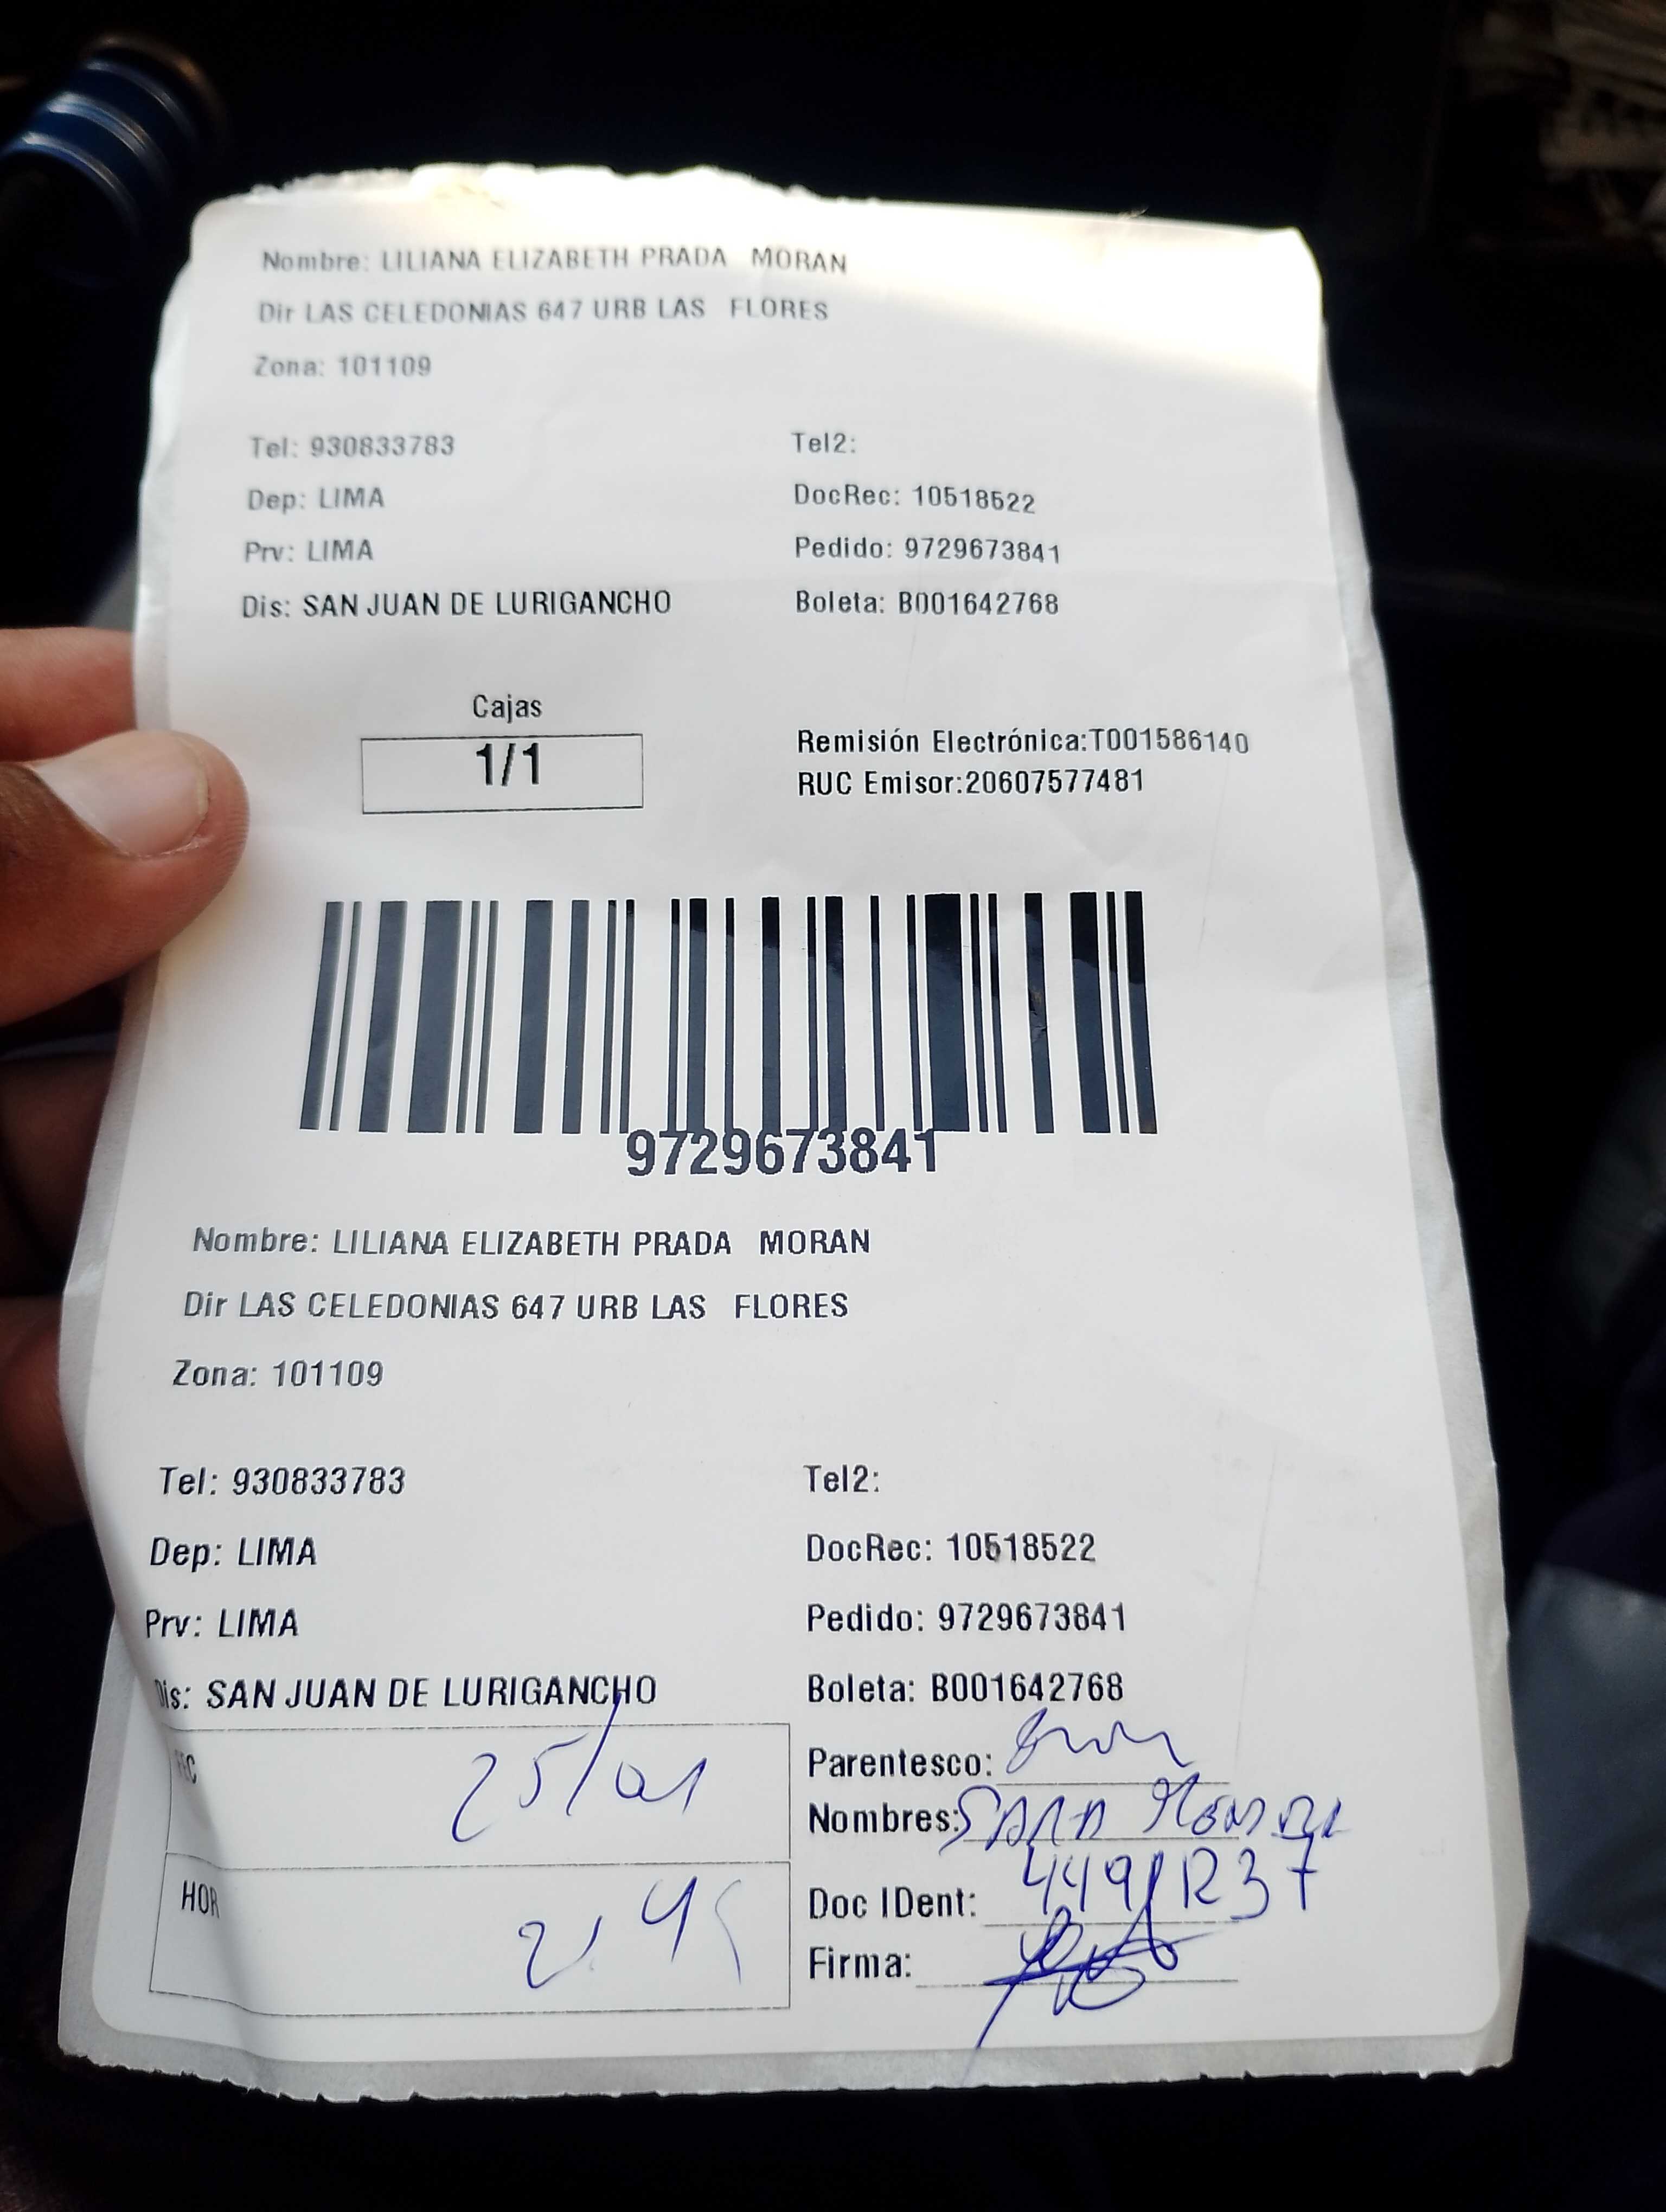 Nombre: LILIANA ELIZABETH PRADA MORAN
Dir LAS CELEDONIAS 647 URB LAS FLORES
Zona: 101109
Tel: 930833783 Tel2:
Dep: LIMA DocRec: 10518522
Prv: LIMA Pedido: 9729673841
Dis: SAN JUAN DE LURIGANCHO Boleta: B001642768
Cajas
1/1
Remisión Electrónica:T001586140
RUC Emisor:20607577481
9729673841
Nombre: LILIANA ELIZABETH PRADA MORAN
Dir LAS CELEDONIAS 647 URB LAS FLORES
Zona: 101109
Tel: 930833783 Tel2:
Dep: LIMA DocRec: 10518522
Prv: LIMA Pedido: 9729673841
Dis: SAN JUAN DE LURIGANCHO Boleta: B001642768
FEC 25/01 Parentesco:
Nombres: SARA
HOR Doc IDent:
Firma: